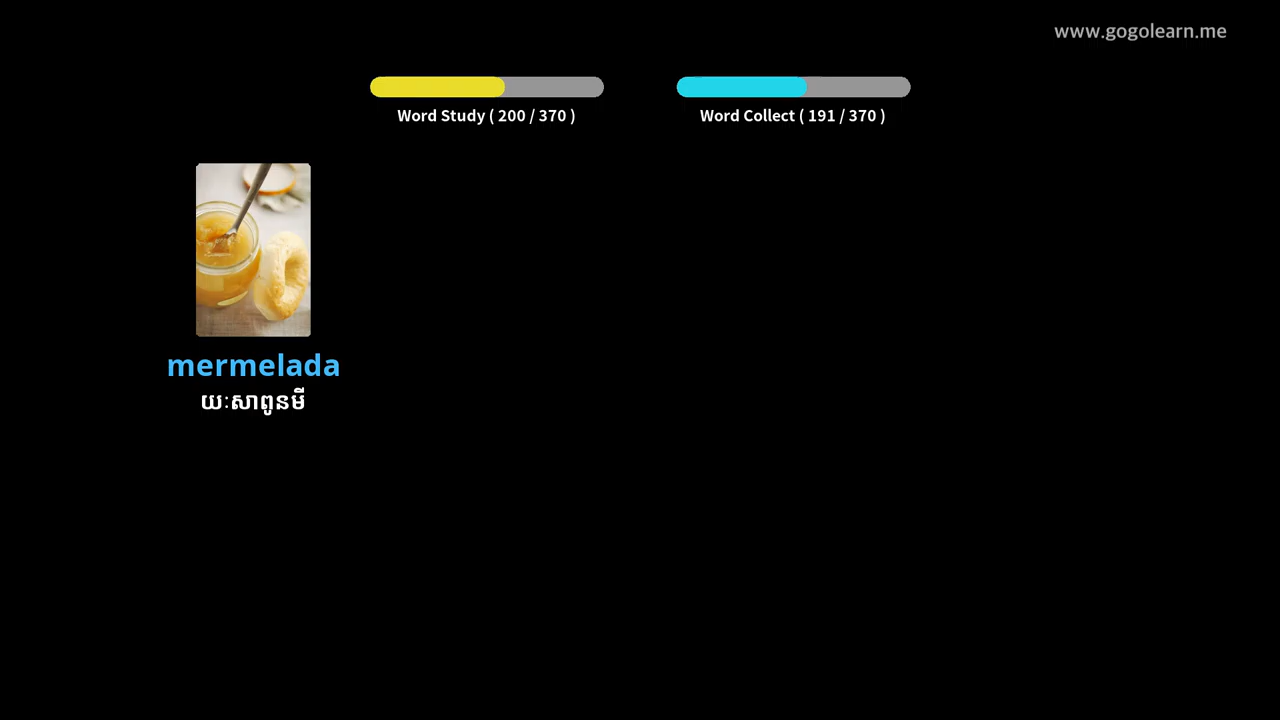 www.gogolearn.me
Word Study ( 200 / 370 )
Word Collect ( 191 / 370 )
mermelada
យៈសាពូនមី